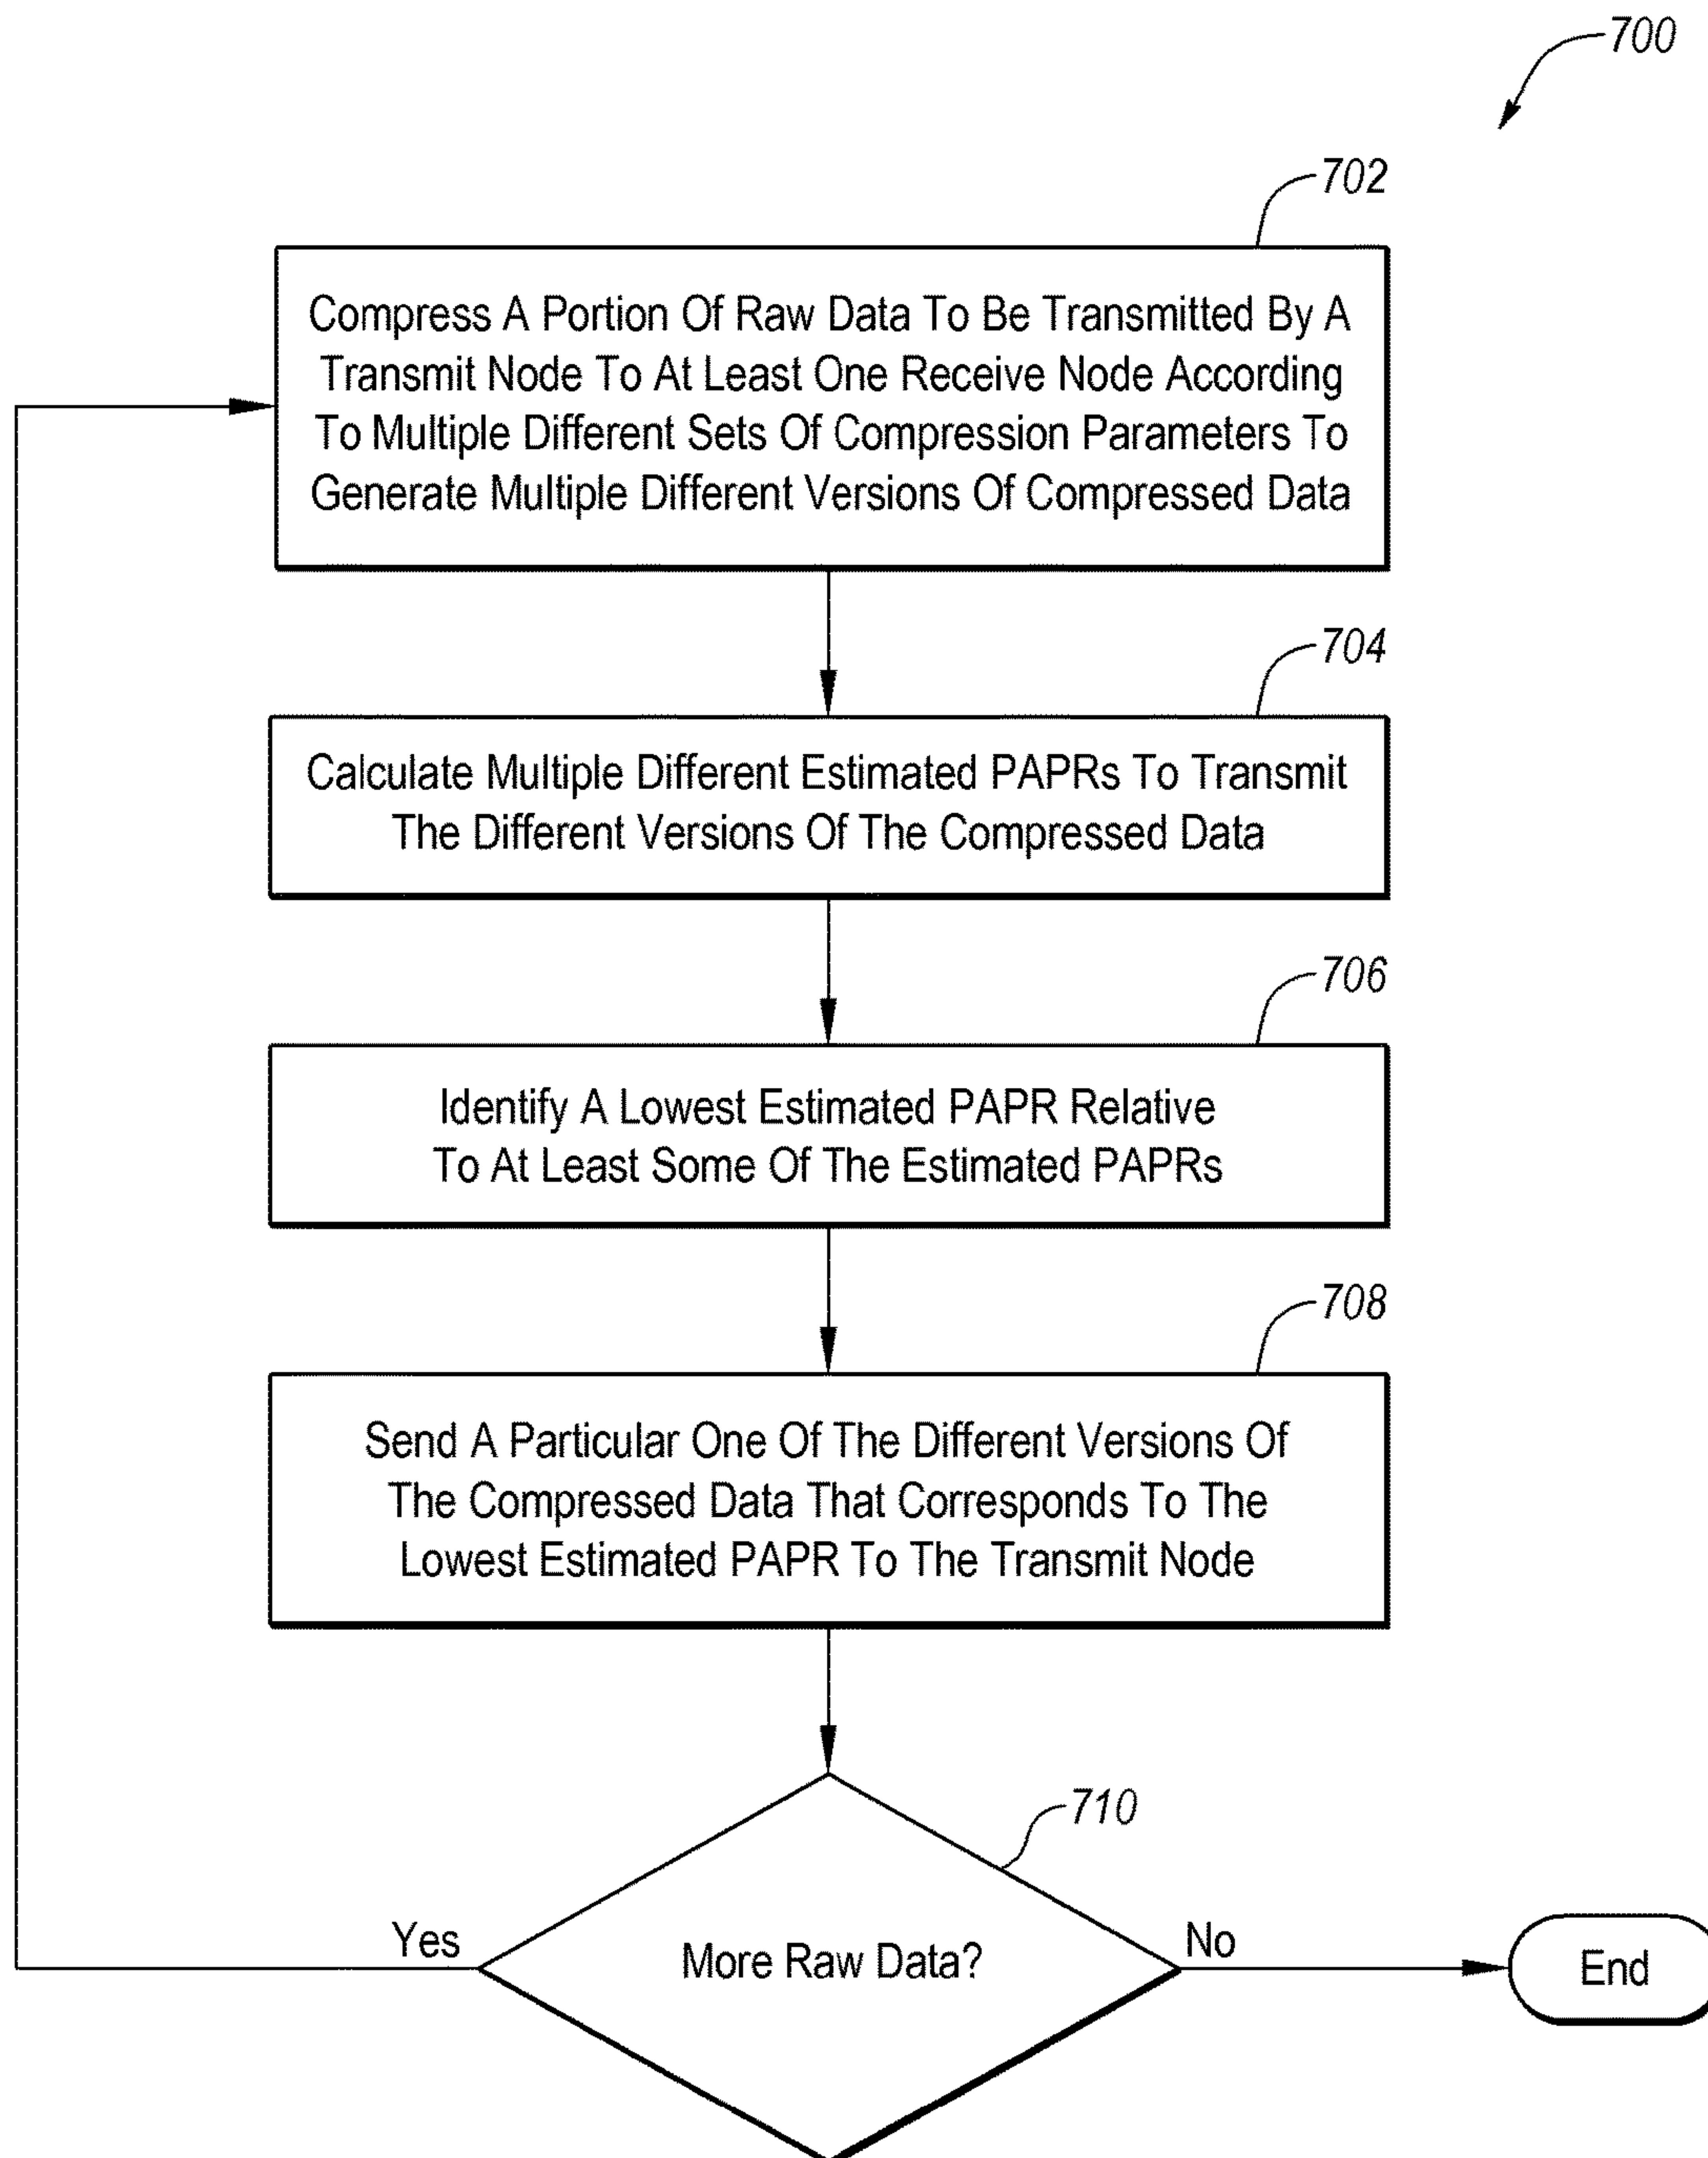 700
702
Compress A Portion Of Raw Data To Be Transmitted By A
Transmit Node To At Least One Receive Node According
To Multiple Different Sets Of Compression Parameters To
Generate Multiple Different Versions Of Compressed Data
704
Calculate Multiple Different Estimated PAPRs To Transmit
The Different Versions Of The Compressed Data
706
Identify A Lowest Estimated PAPR Relative
To At Least Some Of The Estimated PAPRs
708
Send A Particular One Of The Different Versions Of
The Compressed Data That Corresponds To The
Lowest Estimated PAPR To The Transmit Node
710
Yes
More Raw Data?
No
End